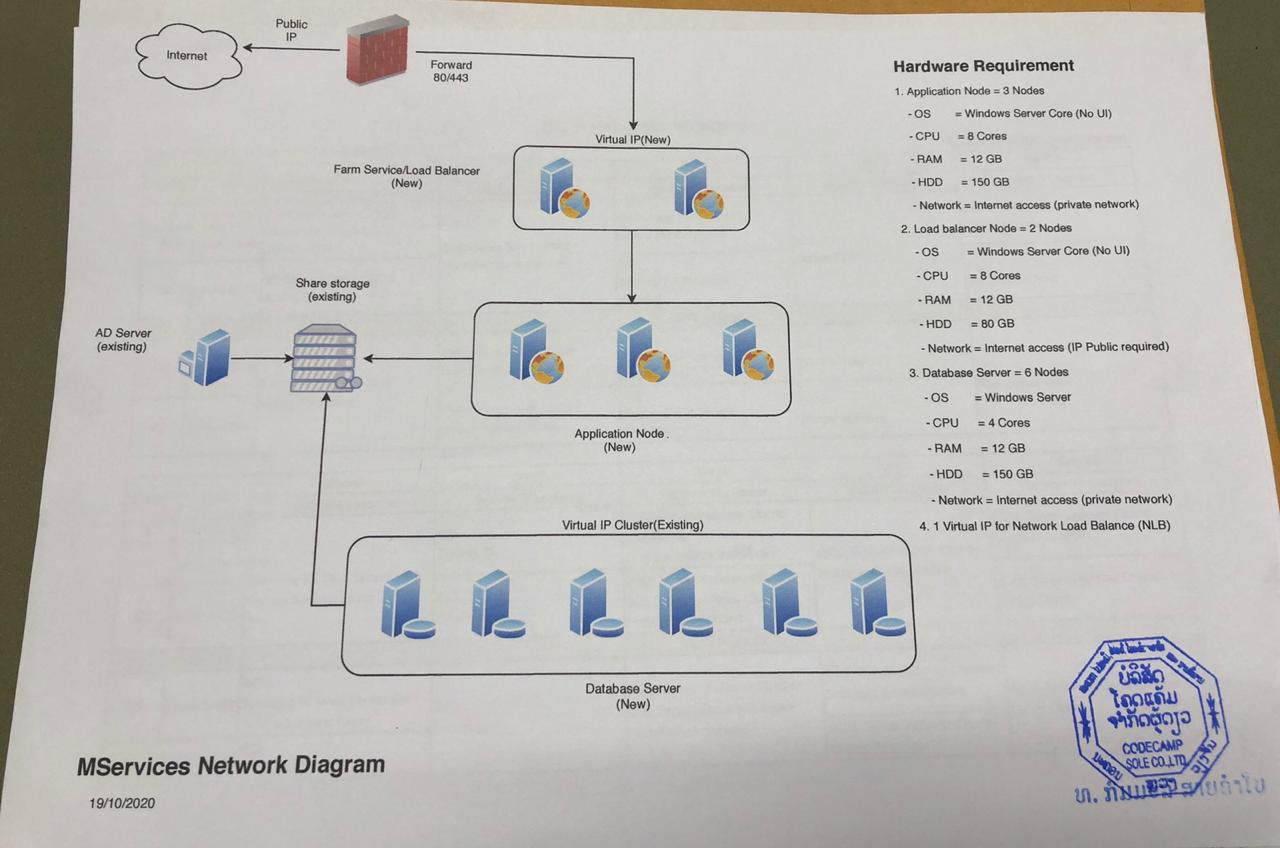 Internet
Public
IP
Forward
80/443
Virtual IP(New)
Farm Service/Load Balancer
(New)
Share storage
(existing)
AD Server
(existing)
Application Node.
(New)
Virtual IP Cluster(Existing)
Database Server
(New)
MServices Network Diagram
19/10/2020
Hardware Requirement
1. Application Node = 3 Nodes
- OS = Windows Server Core (No UI)
- CPU = 8 Cores
- RAM = 12 GB
- HDD = 150 GB
- Network = Internet access (private network)
2. Load balancer Node = 2 Nodes
- OS = Windows Server Core (No UI)
- CPU = 8 Cores
- RAM = 12 GB
- HDD = 80 GB
- Network = Internet access (IP Public required)
3. Database Server = 6 Nodes
- OS = Windows Server
- CPU = 4 Cores
- RAM = 12 GB
- HDD = 150 GB
- Network = Internet access (private network)
4. 1 Virtual IP for Network Load Balance (NLB)
ບໍລິສັດ
ໂຄດແຄັມ
ຈໍາກັດຜູ້ດຽວ
CODECAMP
SOLE CO.,LTD